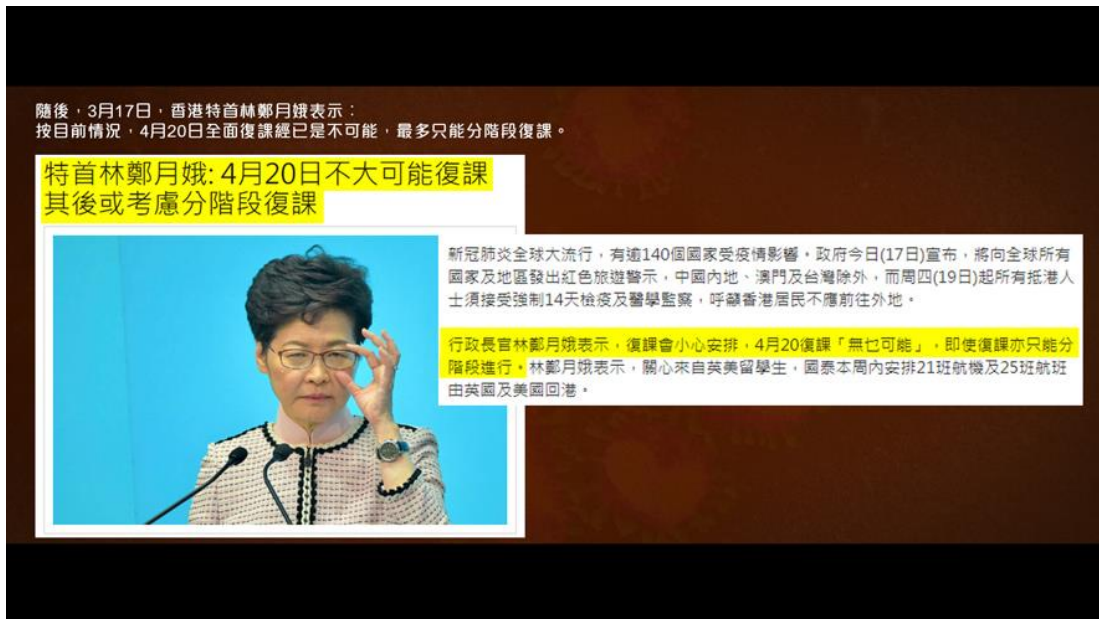 隨後，3月17日，香港特首林鄭月娥表示：
按目前情況，4月20日全面復課經已是不可能，最多只能分階段復課。
特首林鄭月娥: 4月20日不大可能復課
其後或考慮分階段復課
新冠肺炎全球大流行，有逾140個國家受疫情影響。政府今日(17日)宣布，將向全球所有
國家及地區發出紅色旅遊警示，中國內地、澳門及台灣除外，而周四(19日)起所有抵港人
士須接受強制14天檢疫及醫學監察，呼籲香港居民不應前往外地。
行政長官林鄭月娥表示，復課會小心安排，4月20復課「無乜可能」，即使復課亦只能分
階段進行。林鄭月娥表示，關心來自英美留學生，國泰本周內安排21班航機及25班航班
由英國及美國回港。